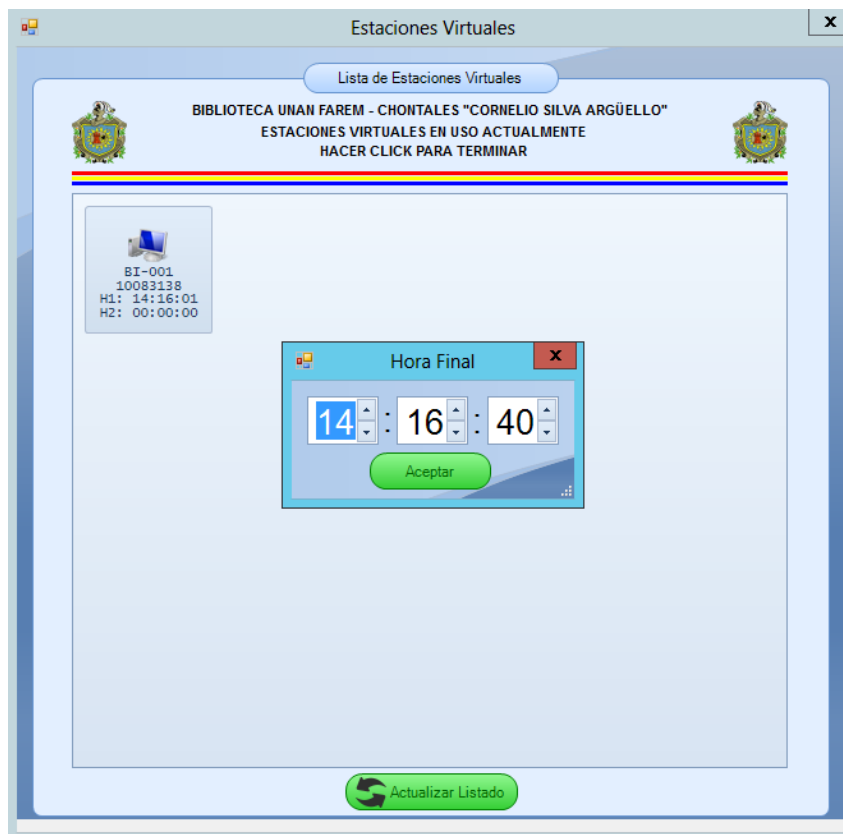 Estaciones Virtuales
x
Lista de Estaciones Virtuales
BIBLIOTECA UNAN FAREM - CHONTALES "CORNELIO SILVA ARGÜELLO"
ESTACIONES VIRTUALES EN USO ACTUALMENTE
HACER CLICK PARA TERMINAR
BI-001
10083138
H1: 14:16:01
H2: 00:00:00
Hora Final
x
14 : 16 : 40
Aceptar
Actualizar Listado